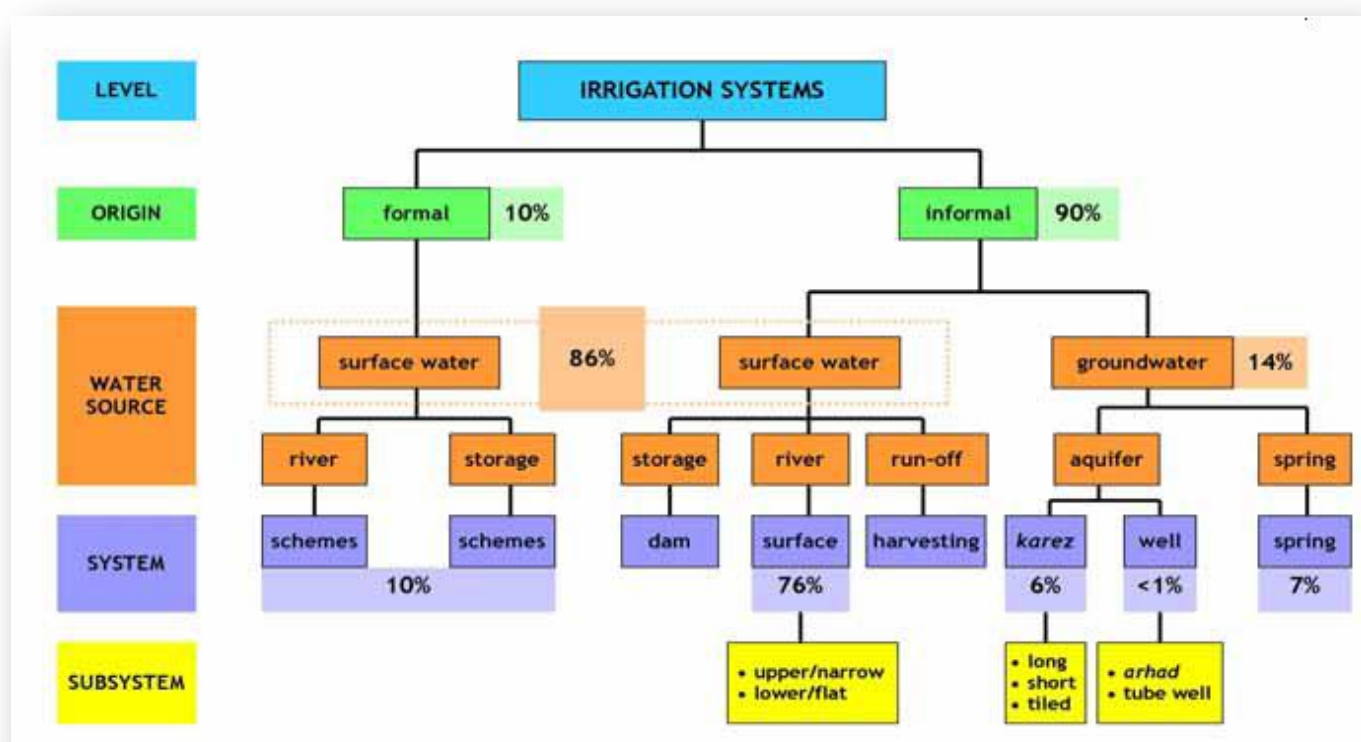 LEVEL
IRRIGATION SYSTEMS
ORIGIN
formal
10%
informal
90%
WATER
SOURCE
surface water
86%
surface water
groundwater
14%
river
storage
storage
river
run-off
aquifer
spring
SYSTEM
schemes
schemes
dam
surface
harvesting
karez
well
spring
10%
76%
6%
<1%
7%
SUBSYSTEM
• upper/narrow
• lower/flat
• long
• short
• tiled
• arhad
• tube well